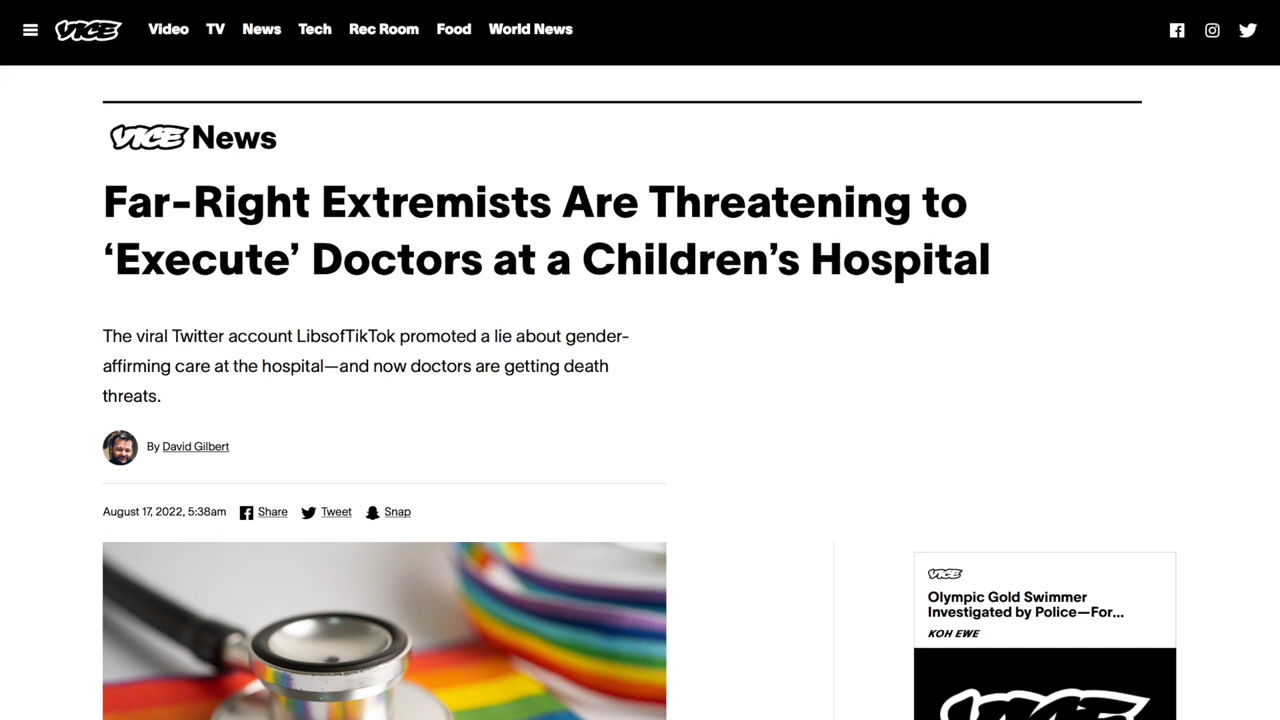 VICE Video TV News Tech Rec Room Food World News
VICE News
Far-Right Extremists Are Threatening to
‘Execute’ Doctors at a Children’s Hospital
The viral Twitter account LibsofTikTok promoted a lie about gender-
affirming care at the hospital—and now doctors are getting death
threats.
By David Gilbert
August 17, 2022, 5:38am Share Tweet Snap
VICE
Olympic Gold Swimmer
Investigated by Police—For...
KOH EWE
VICE